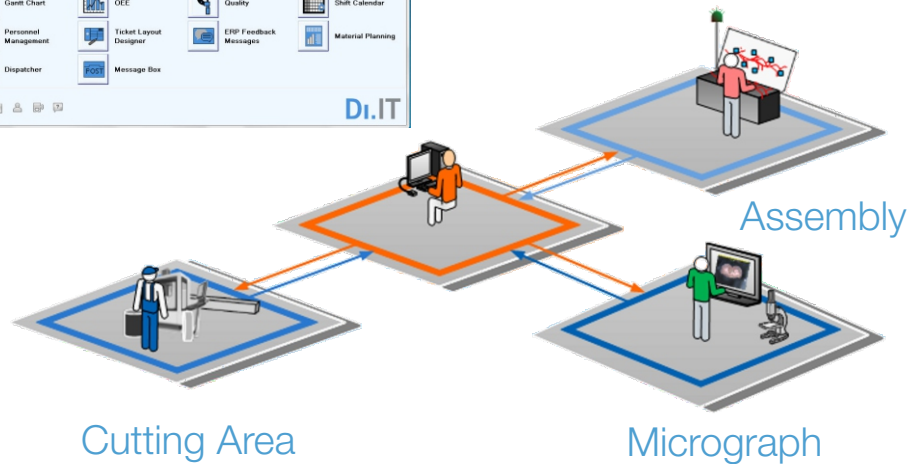 Gantt Chart
OEE
Quality
Shift Calendar
Personnel
Management
Ticket Layout
Designer
ERP Feedback
Messages
Material Planning
Dispatcher
POST
Message Box
DI.IT
Assembly
Cutting Area
Micrograph